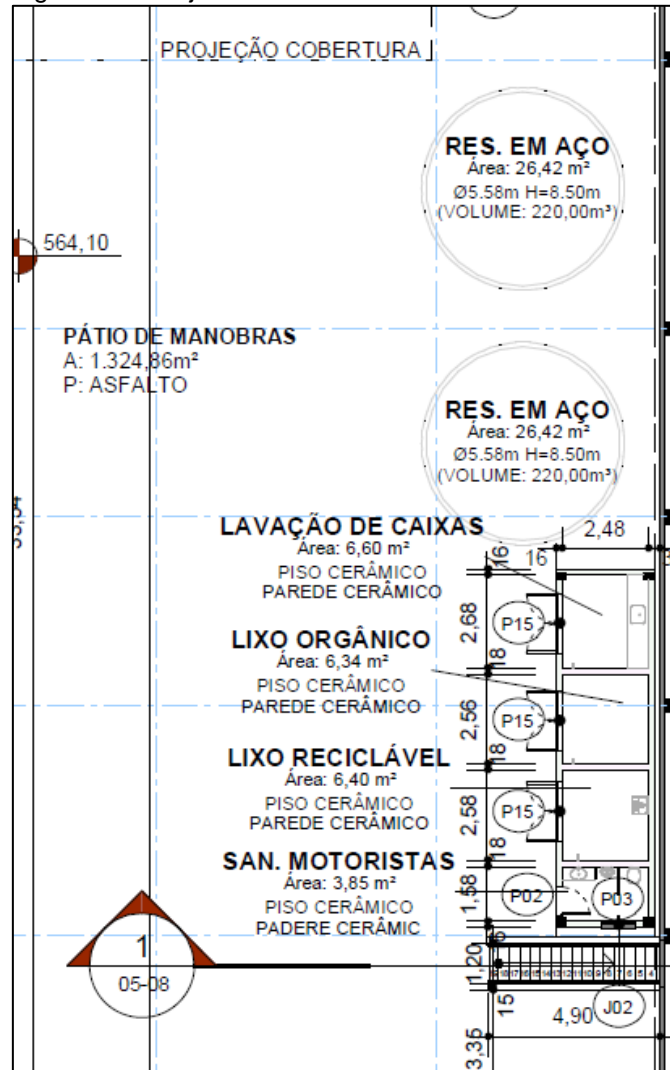 PROJEÇÃO COBERTURA
RES. EM AÇO
Área: 26,42 m²
Ø5.58m H=8.50m
(VOLUME: 220,00m³)
564,10
PÁTIO DE MANOBRAS
A: 1.324,86m²
P: ASFALTO
RES. EM AÇO
Área: 26,42 m²
Ø5.58m H=8.50m
(VOLUME: 220,00m³)
LAVAÇÃO DE CAIXAS
Área: 6,60 m²
PISO CERÂMICO
PAREDE CERÂMICO
16
16
2,48
2,68
P15
18
LIXO ORGÂNICO
Área: 6,34 m²
PISO CERÂMICO
PAREDE CERÂMICO
2,56
P15
18
LIXO RECICLÁVEL
Área: 6,40 m²
PISO CERÂMICO
PAREDE CERÂMICO
2,58
P15
18
SAN. MOTORISTAS
Área: 3,85 m²
PISO CERÂMICO
PADERE CERÂMIC
1,58
P02
P03
1
05-08
1,20
15
4,90
J02
3,35